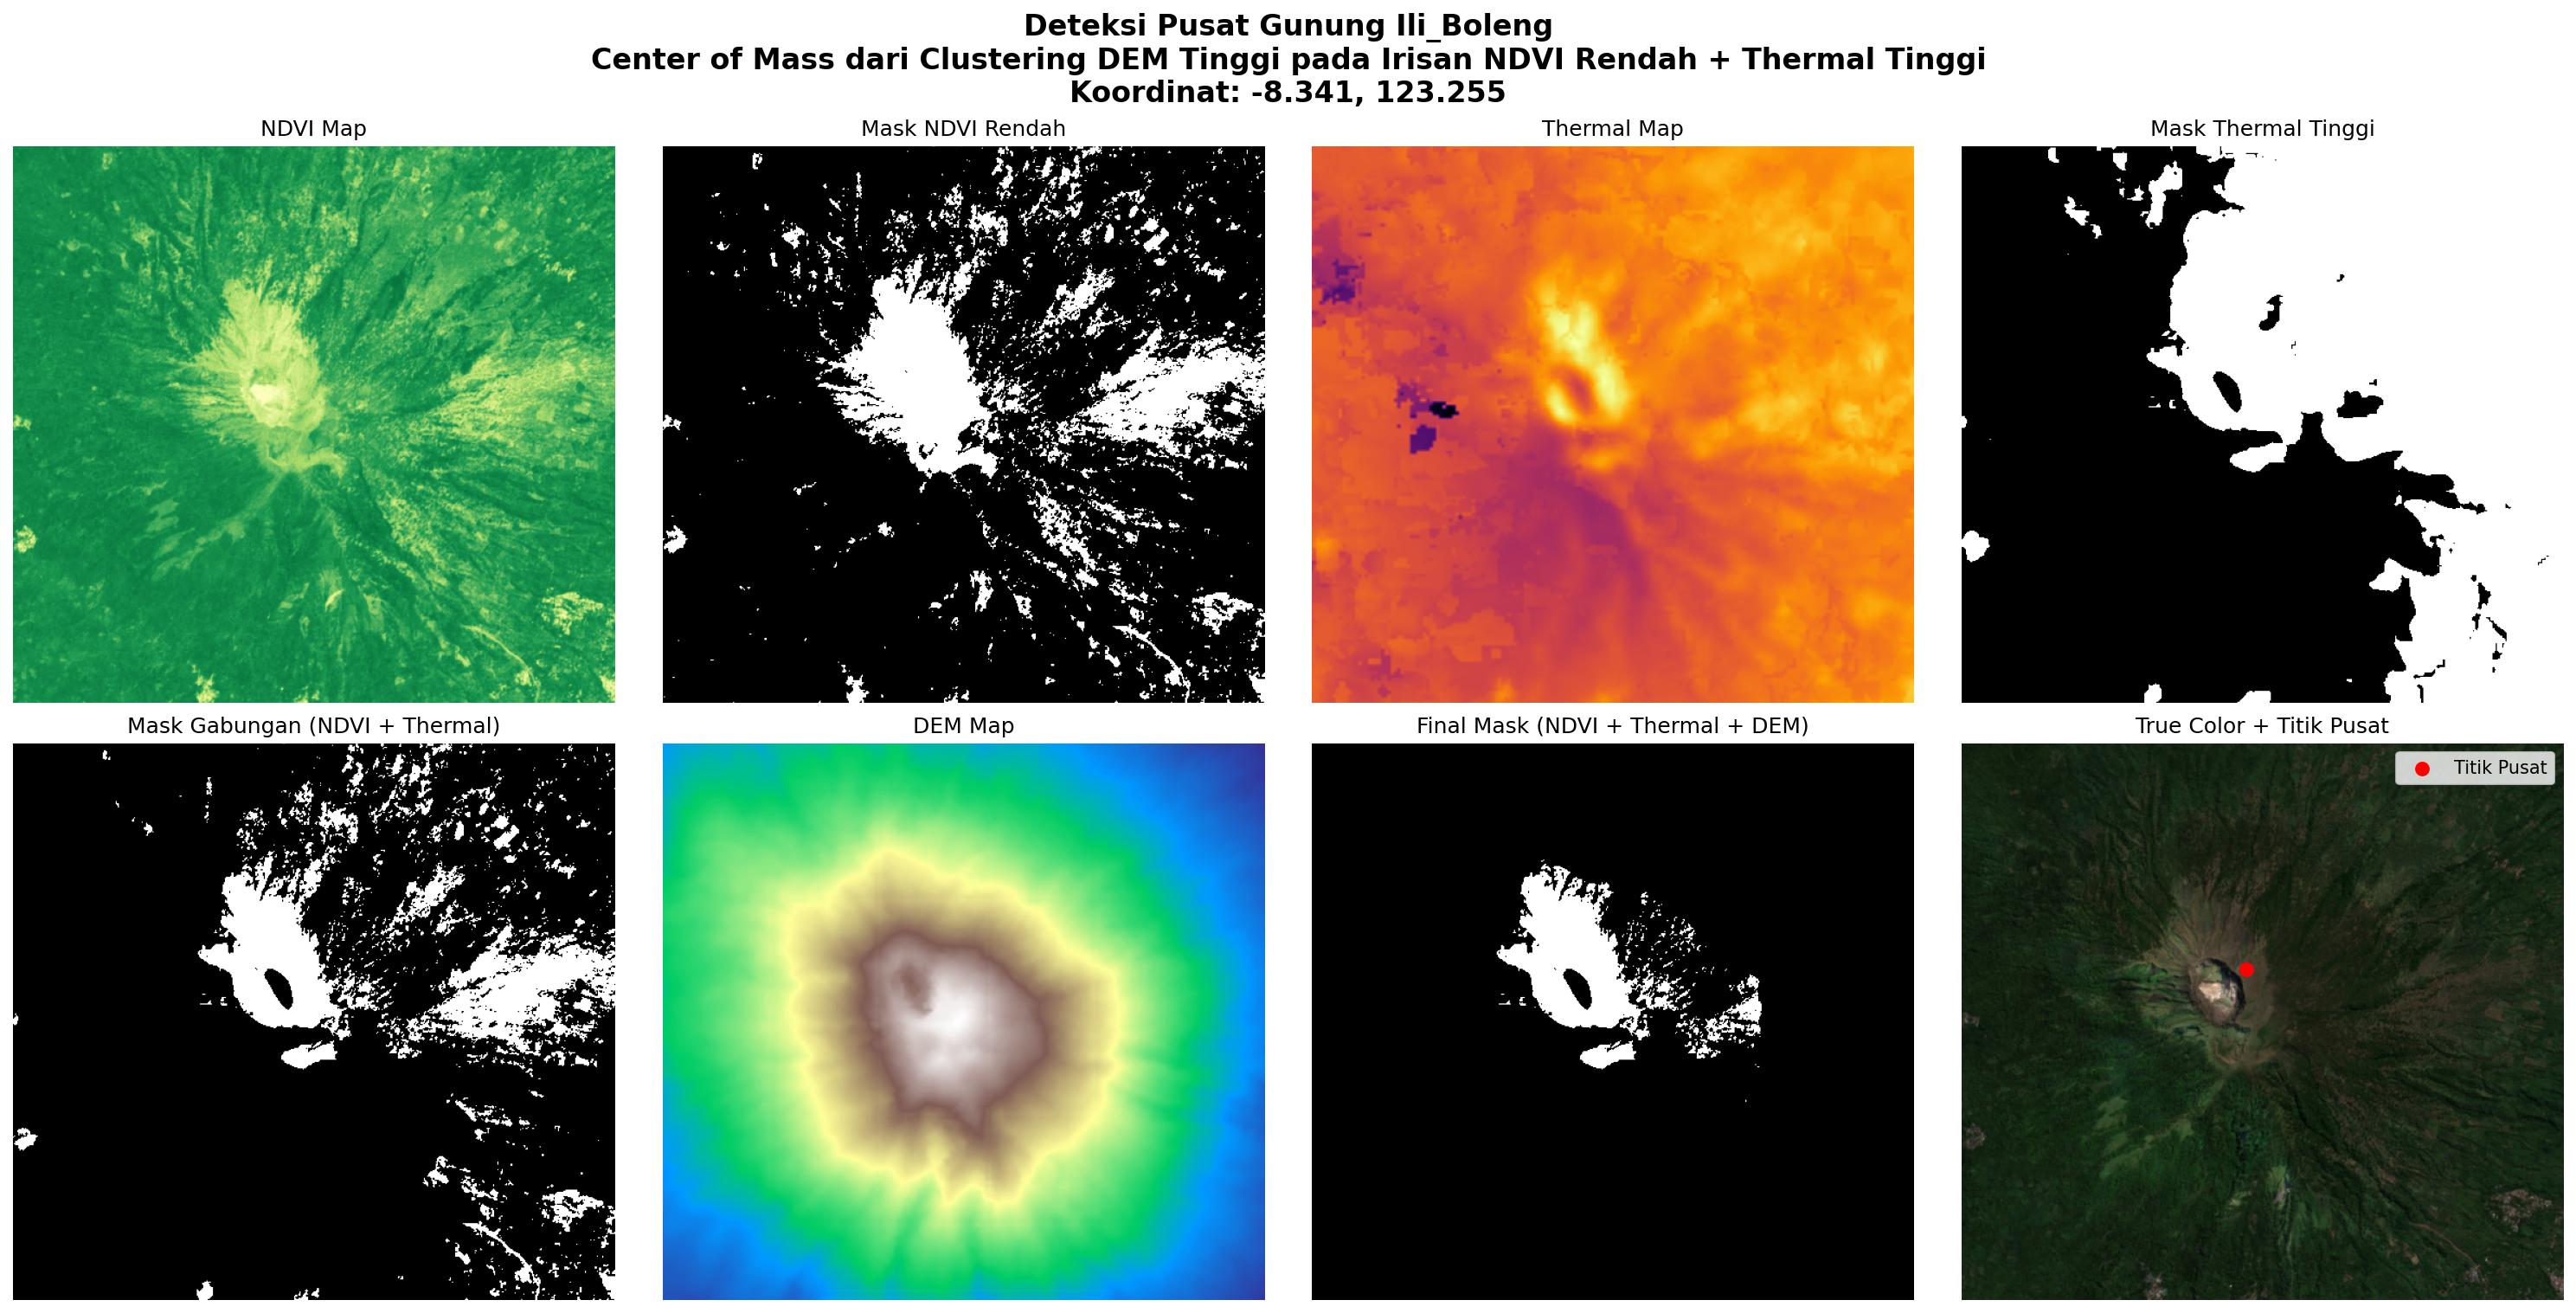 Deteksi Pusat Gunung Ili_Boleng
Center of Mass dari Clustering DEM Tinggi pada Irisan NDVI Rendah + Thermal Tinggi
Koordinat: -8.341, 123.255
NDVI Map
Mask NDVI Rendah
Thermal Map
Mask Thermal Tinggi
Mask Gabungan (NDVI + Thermal)
DEM Map
Final Mask (NDVI + Thermal + DEM)
True Color + Titik Pusat
Titik Pusat